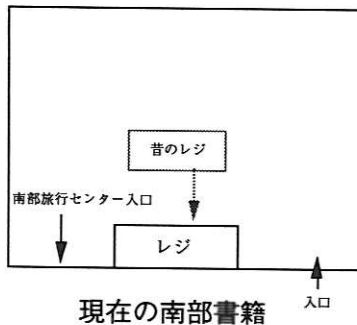 昔のレジ
南部旅行センター入口
レジ
入口
現在の南部書籍